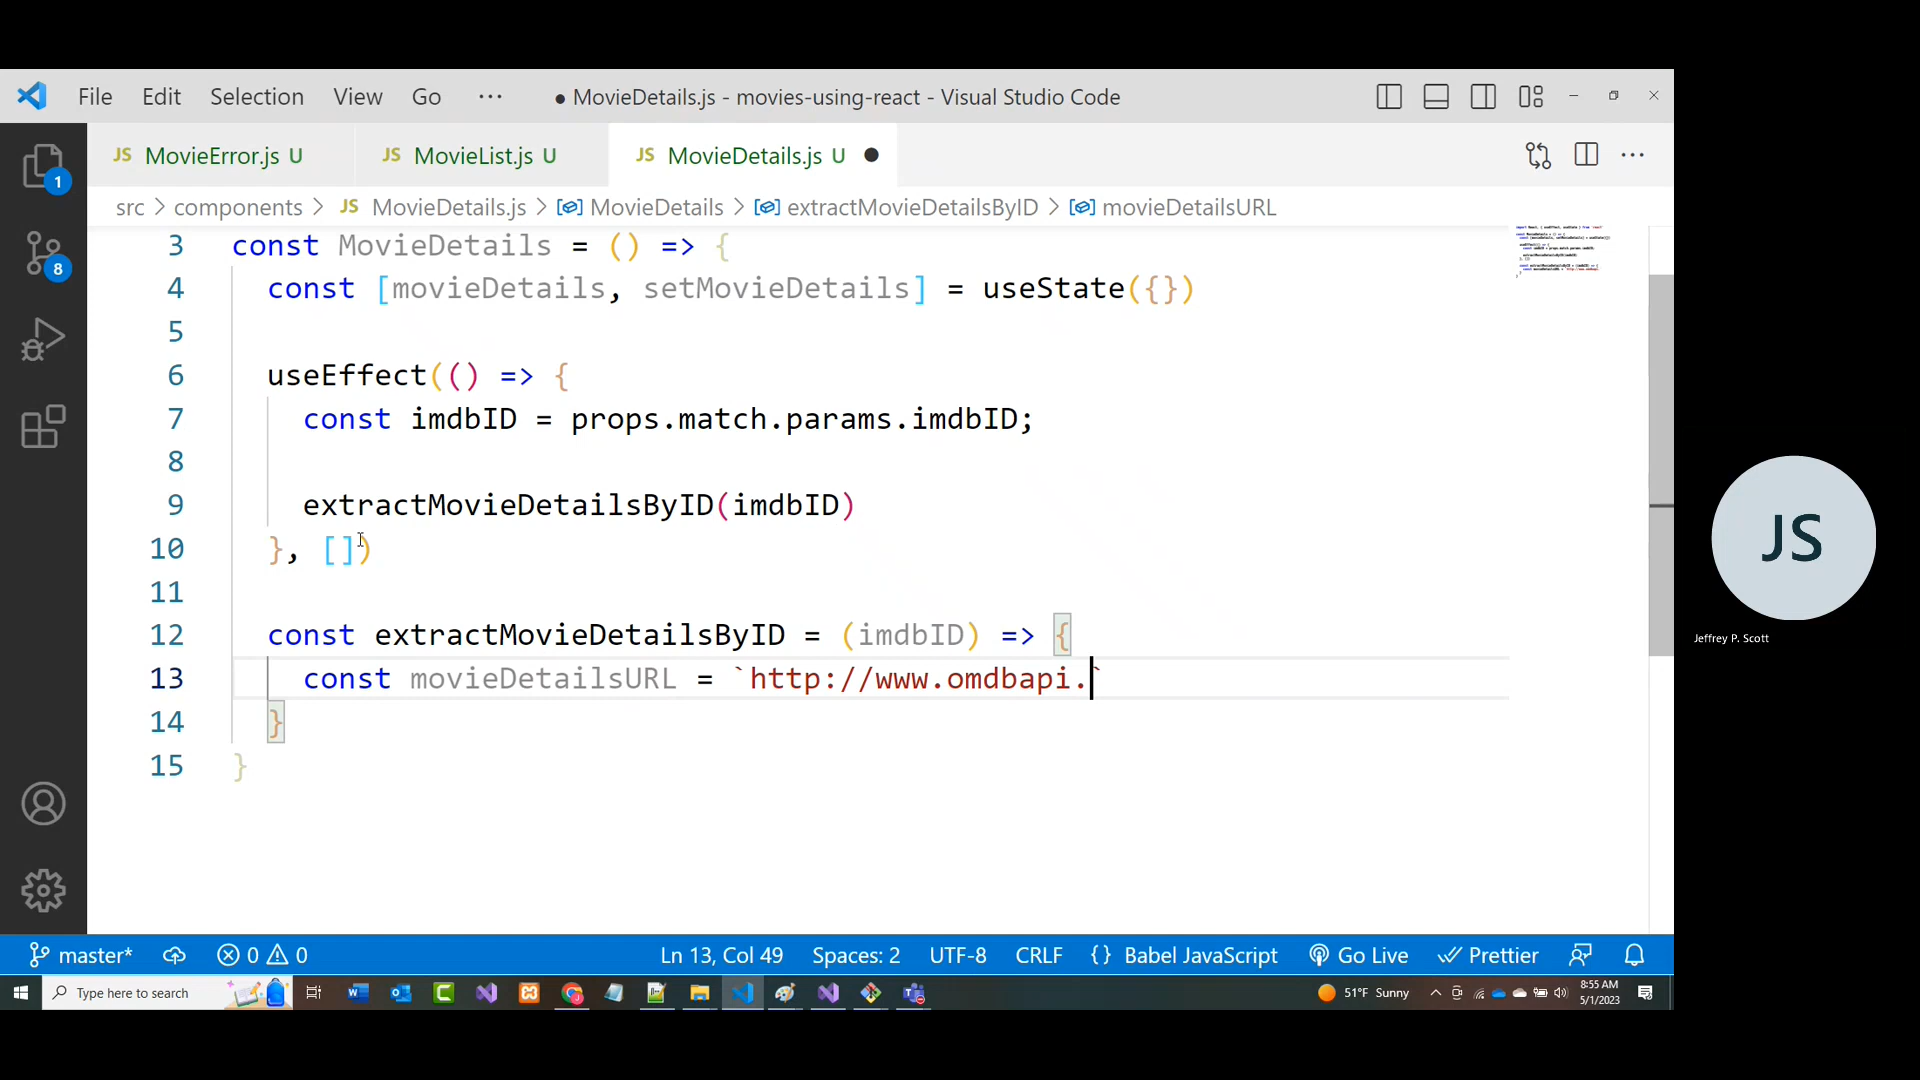 File Edit Selection View Go ··· ● MovieDetails.js - movies-using-react - Visual Studio Code
JS MovieError.js U JS MovieList.js U JS MovieDetails.js U ●
src > components > JS MovieDetails.js > MovieDetails > extractMovieDetailsByID > movieDetailsURL
3 const MovieDetails = () => {
4 const [movieDetails, setMovieDetails] = useState({})
5
6 useEffect(() => {
7 const imdbID = props.match.params.imdbID;
8
9 extractMovieDetailsByID(imdbID)
10 }, [])
11
12 const extractMovieDetailsByID = (imdbID) => {
13 const movieDetailsURL = `http://www.omdbapi.`
14 }
15 }
1
8
JS
Jeffrey P. Scott
master* 0 0 Ln 13, Col 49 Spaces: 2 UTF-8 CRLF {} Babel JavaScript Go Live Prettier
Type here to search 51°F Sunny 8:55 AM
5/1/2023